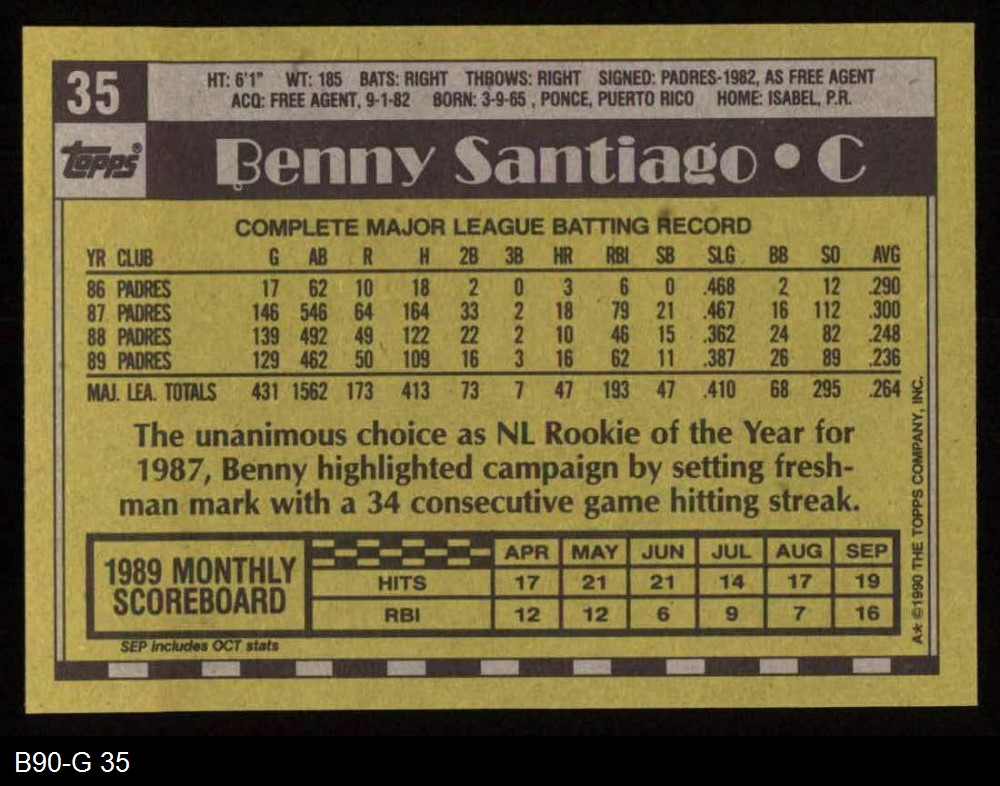 35
HT: 6'1" WT: 185 BATS: RIGHT THROWS: RIGHT SIGNED: PADRES-1982, AS FREE AGENT
ACQ: FREE AGENT, 9-1-82 BORN: 3-9-65 , PONCE, PUERTO RICO HOME: ISABEL, P.R.
topps®
Benny Santiago • C
COMPLETE MAJOR LEAGUE BATTING RECORD
YR CLUB G AB R H 2B 3B HR RBI SB SLG BB SO AVG
86 PADRES 17 62 10 18 2 0 3 6 0 .468 2 12 .290
87 PADRES 146 546 64 164 33 2 18 79 21 .467 16 112 .300
88 PADRES 139 492 49 122 22 2 10 46 15 .362 24 82 .248
89 PADRES 129 462 50 109 16 3 16 62 11 .387 26 89 .236
MAJ. LEA. TOTALS 431 1562 173 413 73 7 47 193 47 .410 68 295 .264
The unanimous choice as NL Rookie of the Year for
1987, Benny highlighted campaign by setting fresh-
man mark with a 34 consecutive game hitting streak.
1989 MONTHLY
SCOREBOARD
APR MAY JUN JUL AUG SEP
HITS 17 21 21 14 17 19
RBI 12 12 6 9 7 16
SEP includes OCT stats
A* ©1990 THE TOPPS COMPANY, INC.
B90-G 35